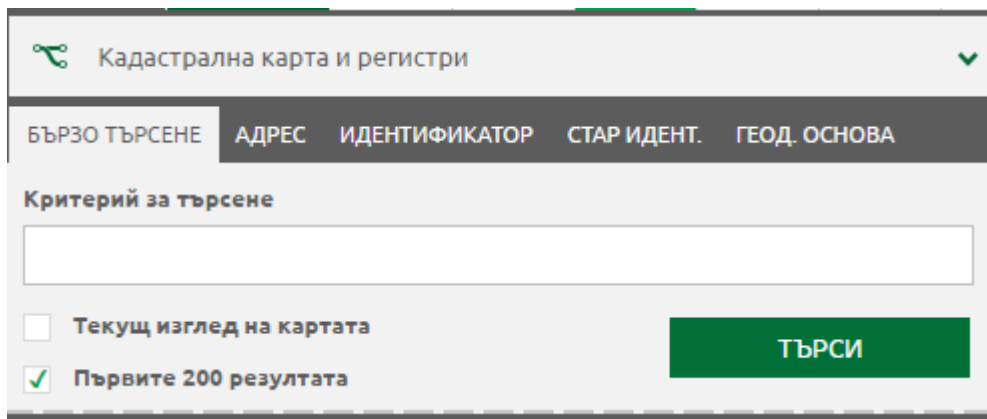 Кадастрална карта и регистри
БЪРЗО ТЪРСЕНЕ АДРЕС ИДЕНТИФИКАТОР СТАР ИДЕНТ. ГЕОД. ОСНОВА
Критерий за търсене
Текущ изглед на картата
ТЪРСИ
Първите 200 резултата